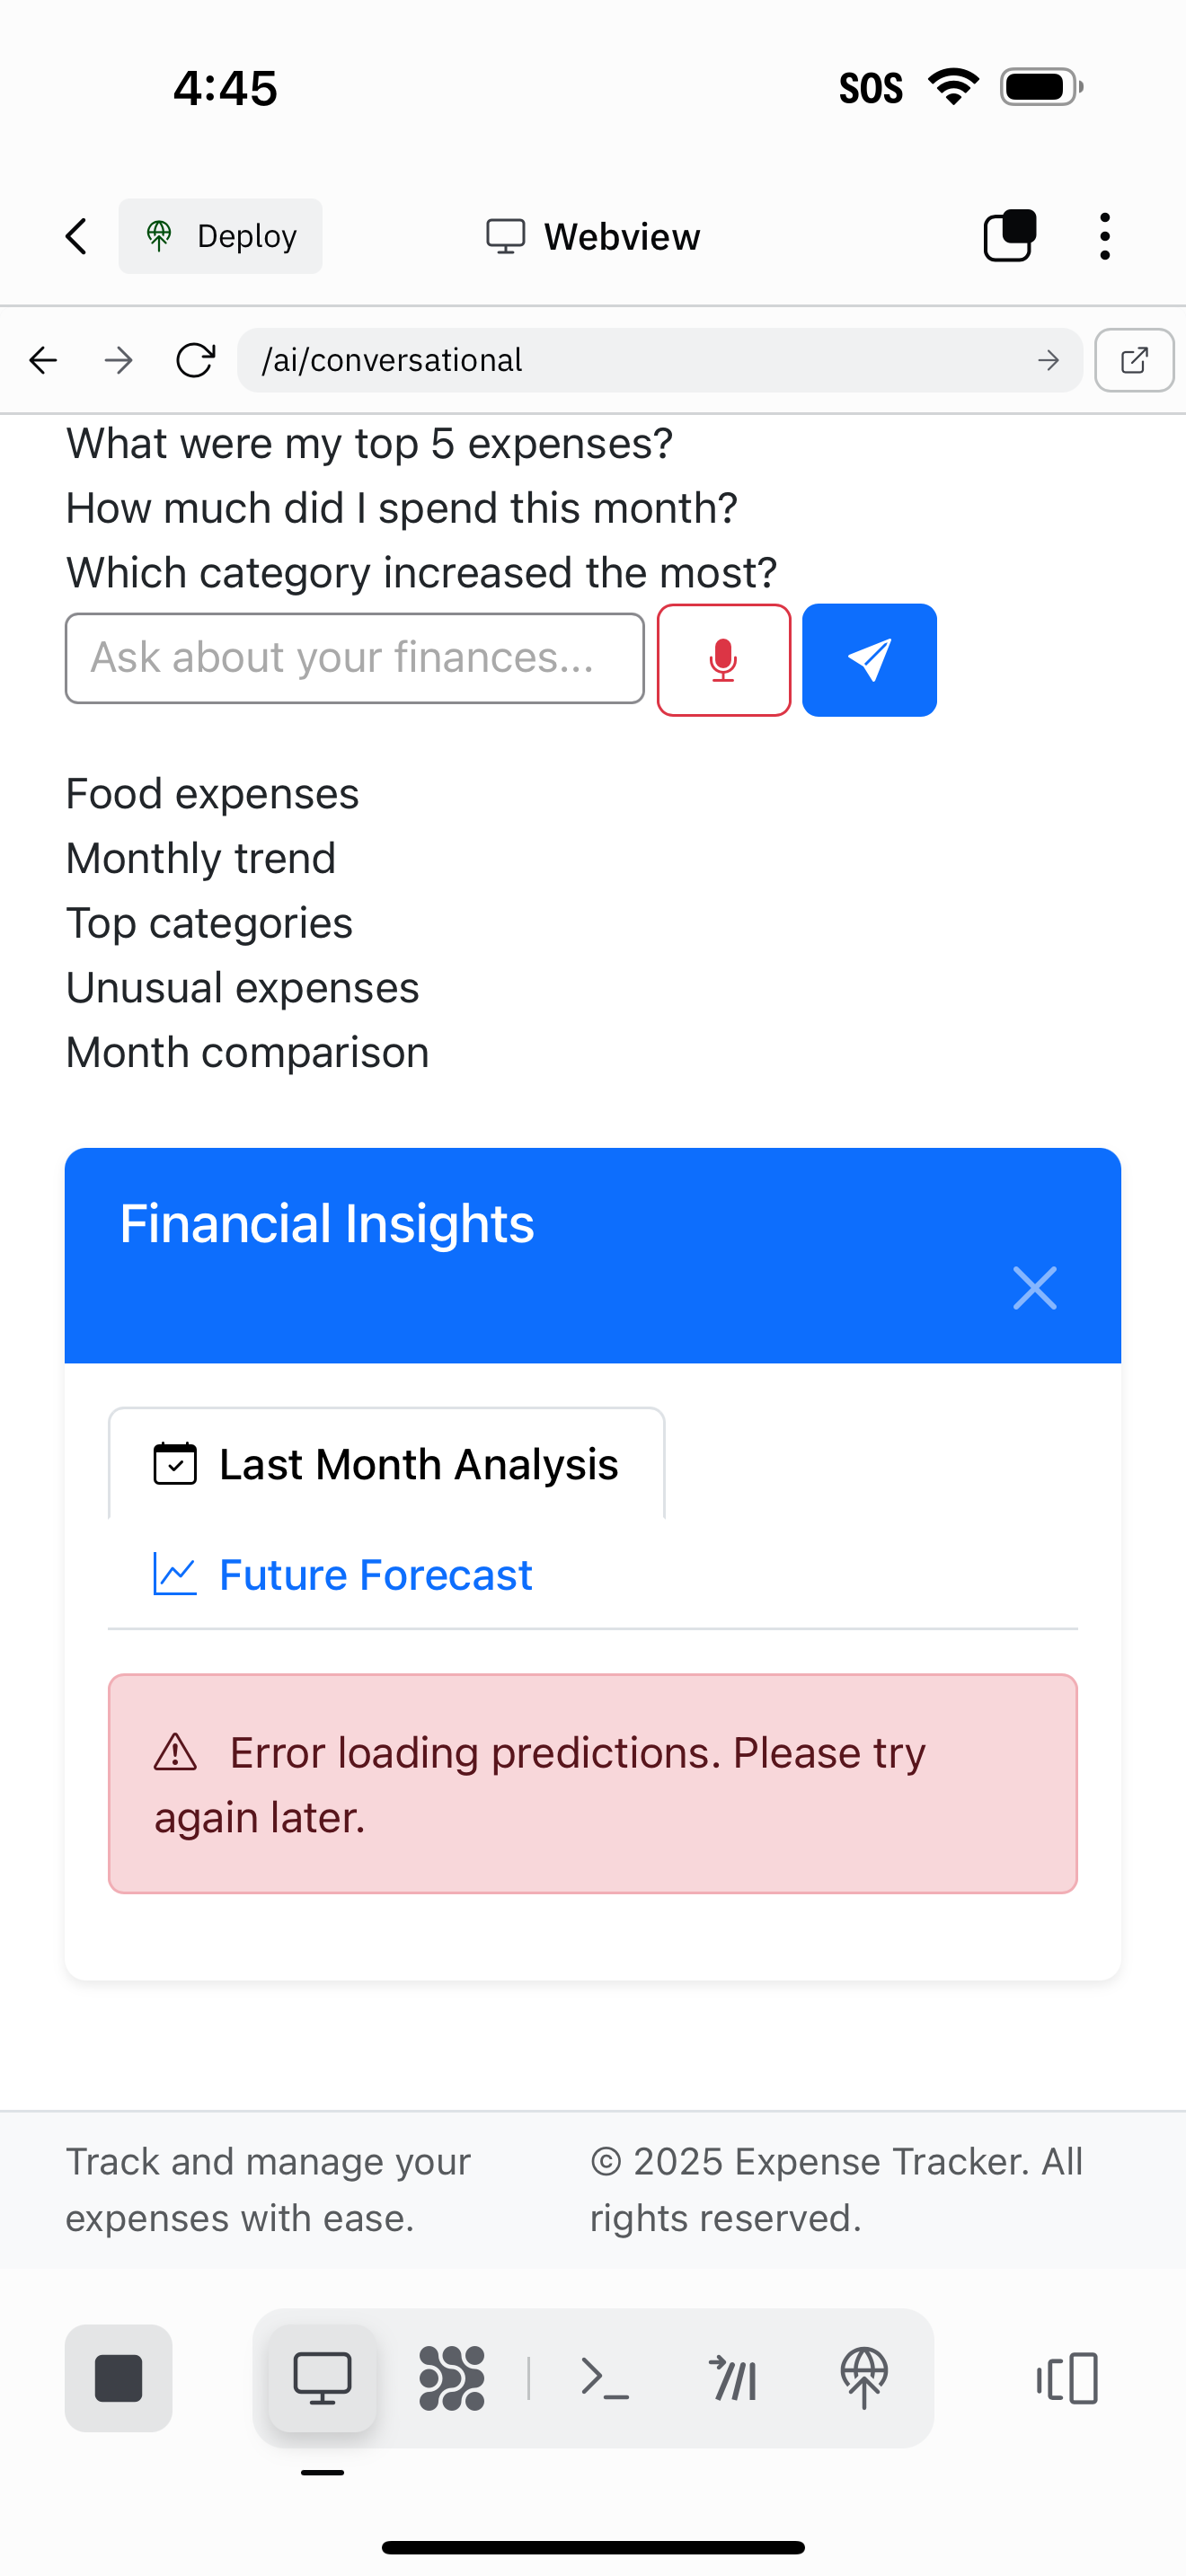 4:45
SOS
Deploy
Webview
/ai/conversational
What were my top 5 expenses?
How much did I spend this month?
Which category increased the most?
Ask about your finances...
Food expenses
Monthly trend
Top categories
Unusual expenses
Month comparison
Financial Insights
Last Month Analysis
Future Forecast
Error loading predictions. Please try
again later.
Track and manage your
expenses with ease.
© 2025 Expense Tracker. All
rights reserved.